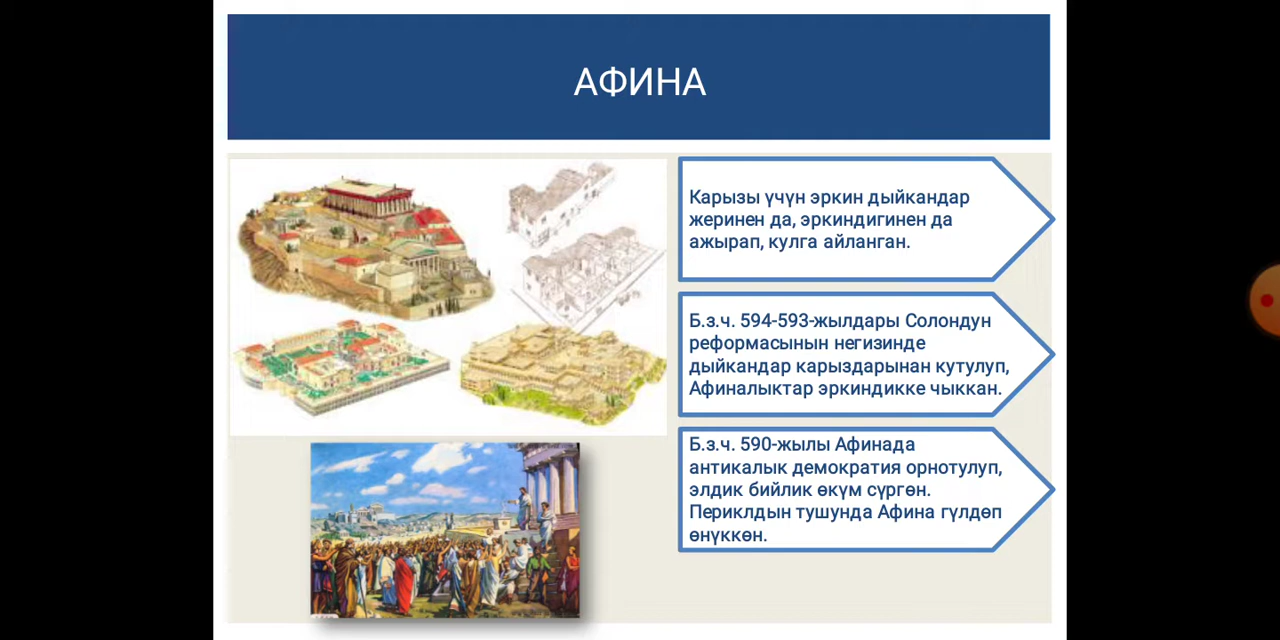 АФИНА
Карызы үчүн эркин дыйкандар
жеринен да, эркиндигинен да
ажырап, кулга айланган.
Б.з.ч. 594-593-жылдары Солондун
реформасынын негизинде
дыйкандар карыздарынан кутулуп,
Афиналыктар эркиндикке чыккан.
Б.з.ч. 590-жылы Афинада
антикалык демократия орнотулуп,
элдик бийлик өкүм сүргөн.
Периклдын тушунда Афина гүлдөп
өнүккөн.